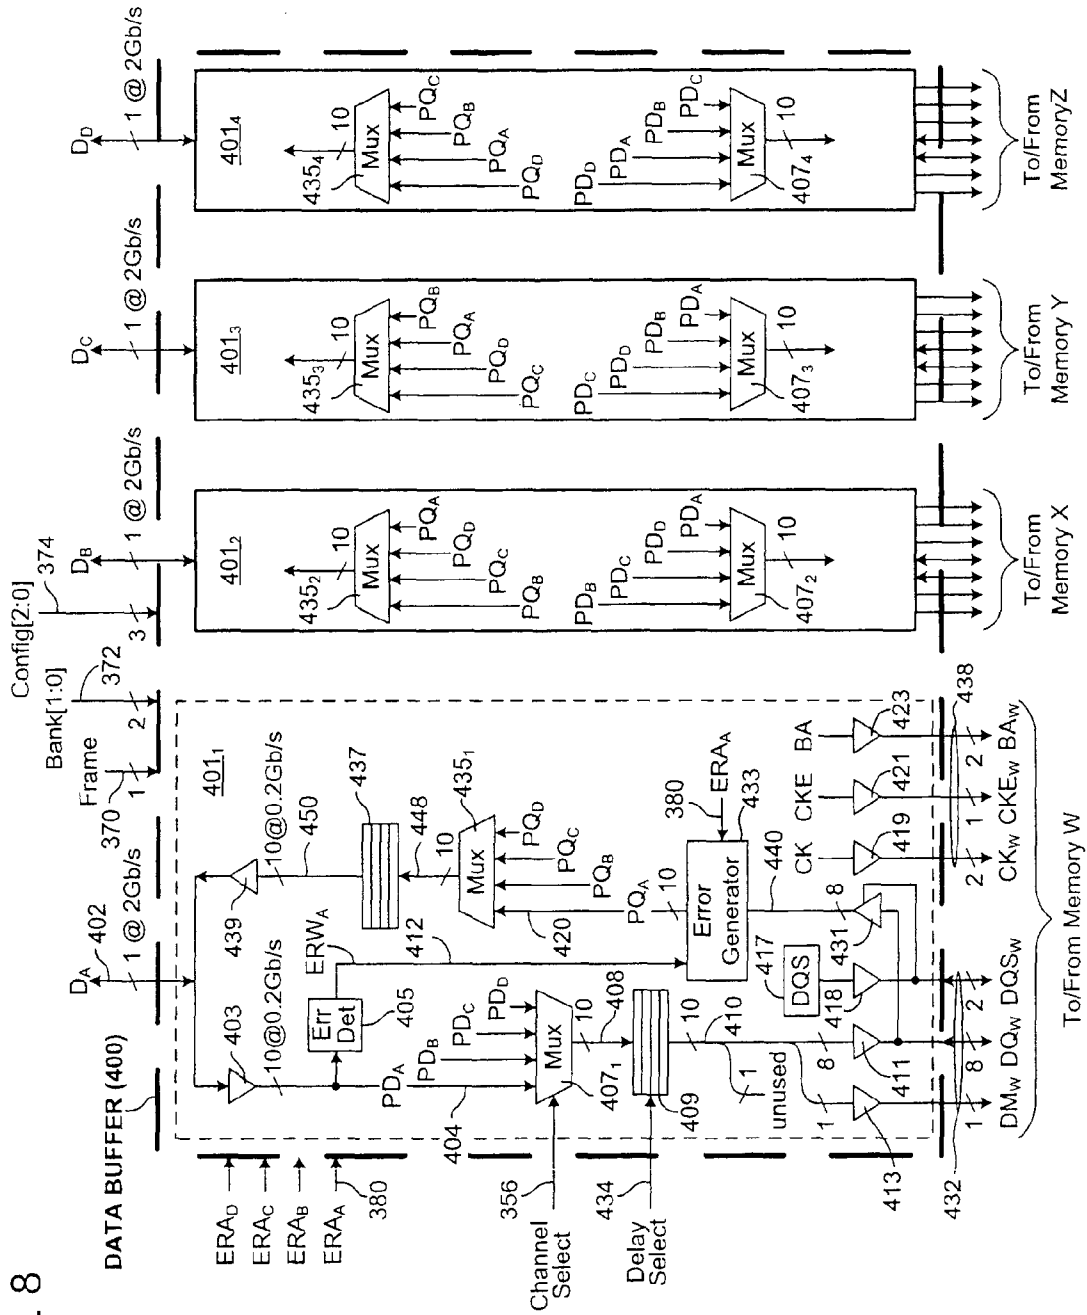 . 8
DATA BUFFER (400)
D_A
402
1 @ 2Gb/s
370
Frame
1
Bank[1:0]
372
2
Config[2:0]
374
3
D_B
1 @ 2Gb/s
D_C
1 @ 2Gb/s
D_D
1 @ 2Gb/s
ERA_D
ERA_C
ERA_B
ERA_A
380
403
10@0.2Gb/s
439
10@0.2Gb/s
450
401_1
437
Err
Det
405
ERW_A
412
PD_A
PD_B
PD_C
PD_D
404
448
435_1
10
Mux
PQ_D
PQ_C
PQ_B
PQ_A
420
10
Channel
Select
356
Mux
407_1
10
408
Delay
Select
434
409
10
410
1
unused
Error
Generator
433
380
ERA_A
440
417
DQS
418
8
431
8
411
1
413
CK
419
CKE
421
BA
423
432
438
1
8
2
2
1
2
DM_W
DQ_W
DQS_W
CK_W
CKE_W
BA_W
To/From Memory W
401_2
435_2
Mux
10
PQ_A
PQ_D
PQ_C
PQ_B
PD_B
PD_C
PD_D
PD_A
Mux
407_2
10
To/From
Memory X
401_3
435_3
Mux
10
PQ_B
PQ_A
PQ_D
PQ_C
PD_C
PD_D
PD_B
PD_A
Mux
407_3
10
To/From
Memory Y
401_4
435_4
Mux
10
PQ_C
PQ_B
PQ_A
PQ_D
PD_D
PD_A
PD_B
PD_C
Mux
407_4
10
To/From
Memory Z